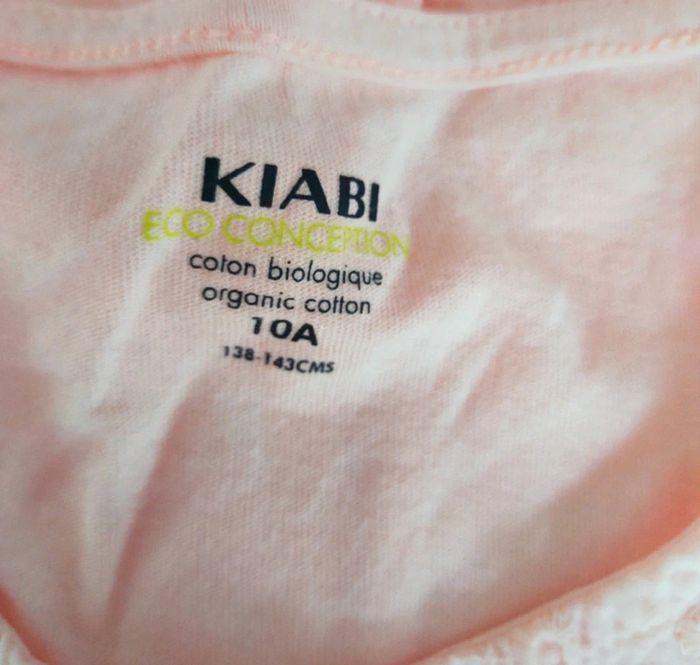 KIABI
ECO CONCEPTION
coton biologique
organic cotton
10A
138-143CMS